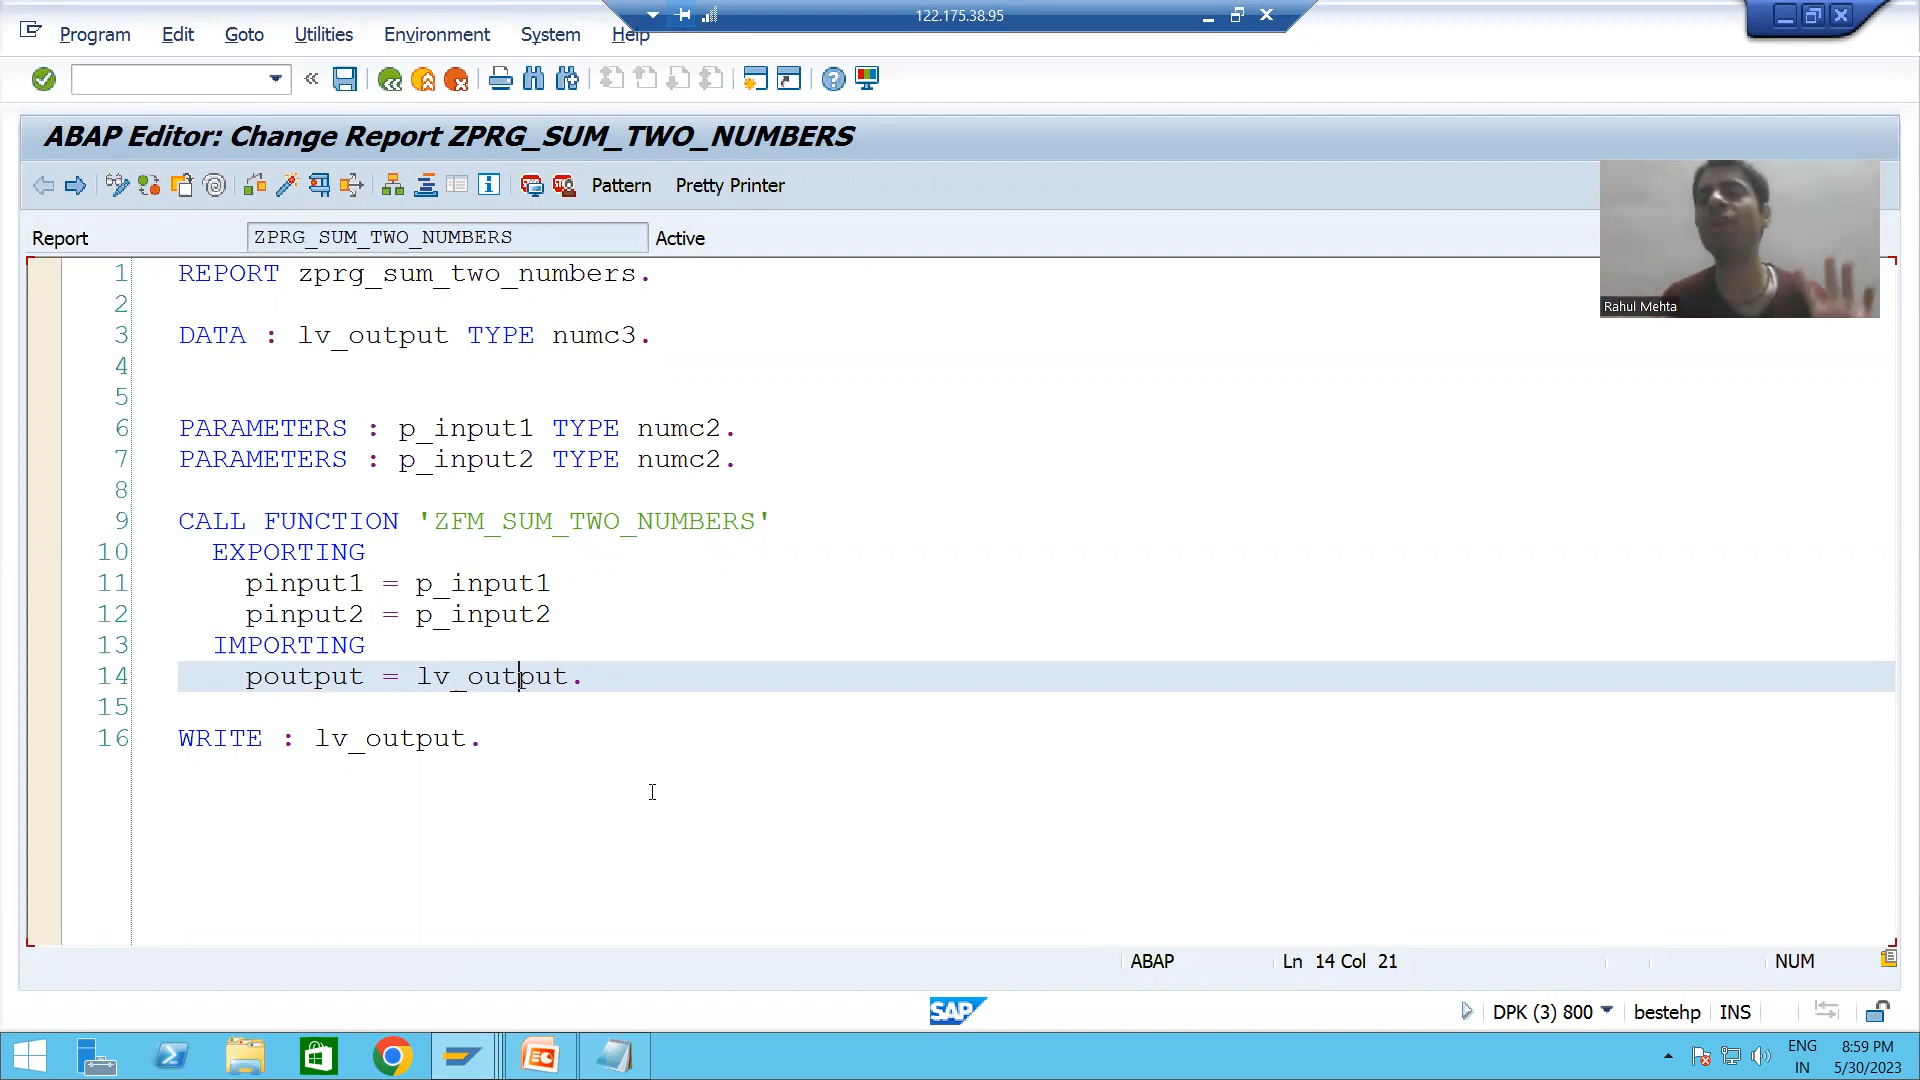 122.175.38.95
Program Edit Goto Utilities Environment System Help
ABAP Editor: Change Report ZPRG_SUM_TWO_NUMBERS
Pattern Pretty Printer
Report ZPRG_SUM_TWO_NUMBERS Active
Rahul Mehta
1 REPORT zprg_sum_two_numbers.
2
3 DATA : lv_output TYPE numc3.
4
5
6 PARAMETERS : p_input1 TYPE numc2.
7 PARAMETERS : p_input2 TYPE numc2.
8
9 CALL FUNCTION 'ZFM_SUM_TWO_NUMBERS'
10 EXPORTING
11 pinput1 = p_input1
12 pinput2 = p_input2
13 IMPORTING
14 poutput = lv_output.
15
16 WRITE : lv_output.
ABAP Ln 14 Col 21 NUM
SAP DPK (3) 800 bestehp INS
ENG 8:59 PM
IN 5/30/2023